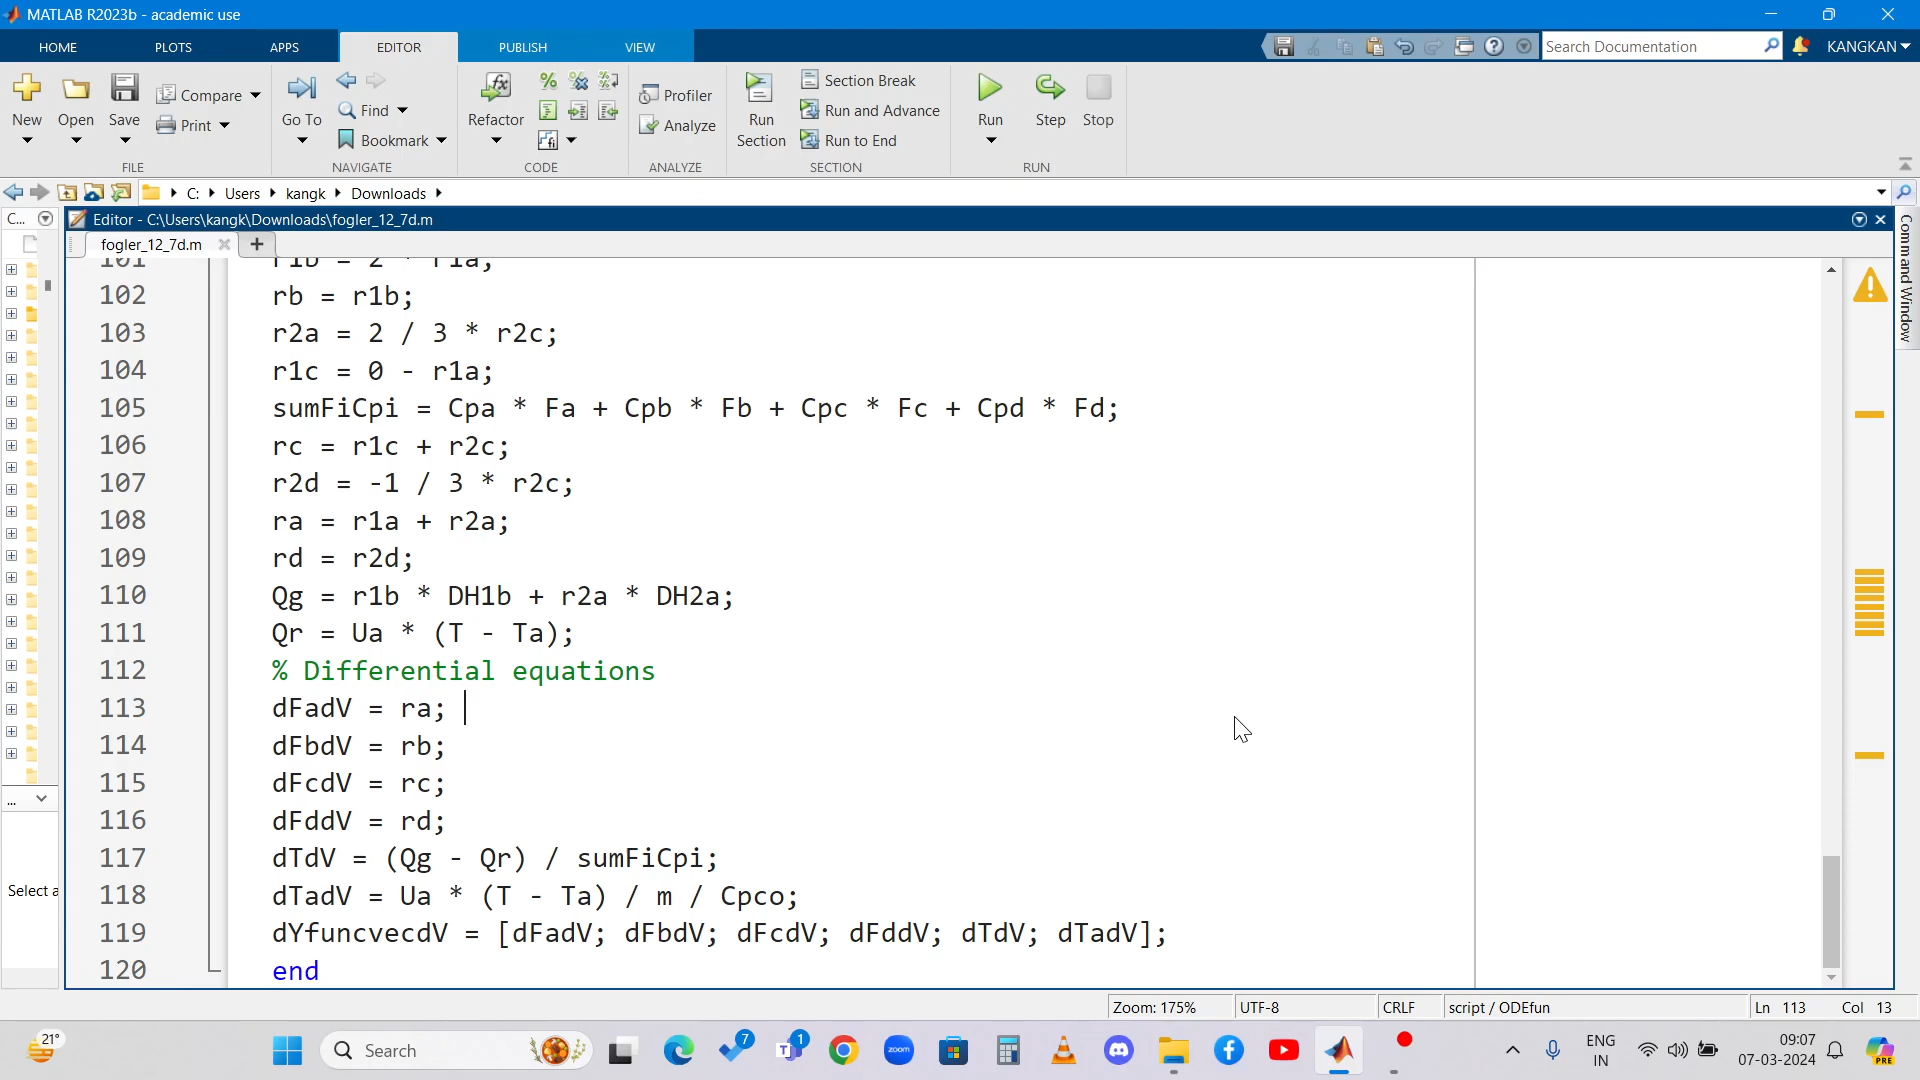 MATLAB R2023b - academic use
HOME PLOTS APPS EDITOR PUBLISH VIEW
Search Documentation
KANGKAN
New Open Save Compare Print
FILE
Go To Find Bookmark
NAVIGATE
Refactor
CODE
Profiler
Analyze
ANALYZE
Run Section
Section Break
Run and Advance
Run to End
SECTION
Run Step Stop
RUN
C: Users kangk Downloads
C...
Editor - C:\Users\kangk\Downloads\fogler_12_7d.m
fogler_12_7d.m
Command Window
101 r1b = 2 * r1a;
102 rb = r1b;
103 r2a = 2 / 3 * r2c;
104 r1c = 0 - r1a;
105 sumFiCpi = Cpa * Fa + Cpb * Fb + Cpc * Fc + Cpd * Fd;
106 rc = r1c + r2c;
107 r2d = -1 / 3 * r2c;
108 ra = r1a + r2a;
109 rd = r2d;
110 Qg = r1b * DH1b + r2a * DH2a;
111 Qr = Ua * (T - Ta);
112 % Differential equations
113 dFadV = ra;
114 dFbdV = rb;
115 dFcdV = rc;
116 dFddV = rd;
117 dTdV = (Qg - Qr) / sumFiCpi;
118 dTadV = Ua * (T - Ta) / m / Cpco;
119 dYfuncvecdV = [dFadV; dFbdV; dFcdV; dFddV; dTdV; dTadV];
120 end
...
Select a
Zoom: 175% UTF-8 CRLF script / ODEfun Ln 113 Col 13
21°
Search
7
1
zoom
ENG
IN
09:07
07-03-2024
PRE